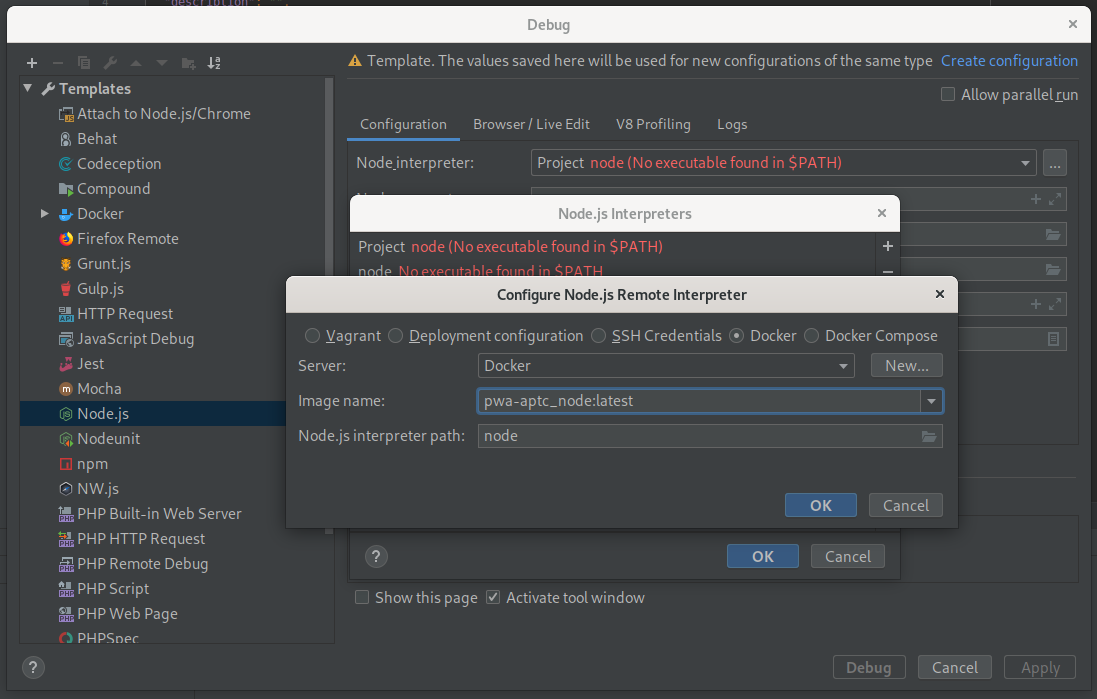 4 "description": "",
Debug
Template. The values saved here will be used for new configurations of the same type Create configuration
Allow parallel run
Templates
Attach to Node.js/Chrome
Behat
Codeception
Compound
Docker
Firefox Remote
Grunt.js
Gulp.js
HTTP Request
JavaScript Debug
Jest
Mocha
Node.js
Nodeunit
npm
NW.js
PHP Built-in Web Server
PHP HTTP Request
PHP Remote Debug
PHP Script
PHP Web Page
PHPSpec
Configuration Browser / Live Edit V8 Profiling Logs
Node interpreter: Project node (No executable found in $PATH) ...
Node.js Interpreters
Project node (No executable found in $PATH)
node No executable found in $PATH
Configure Node.js Remote Interpreter
Vagrant Deployment configuration SSH Credentials Docker Docker Compose
Server: Docker New...
Image name: pwa-aptc_node:latest
Node.js interpreter path: node
OK Cancel
? OK Cancel
Show this page Activate tool window
? Debug Cancel Apply